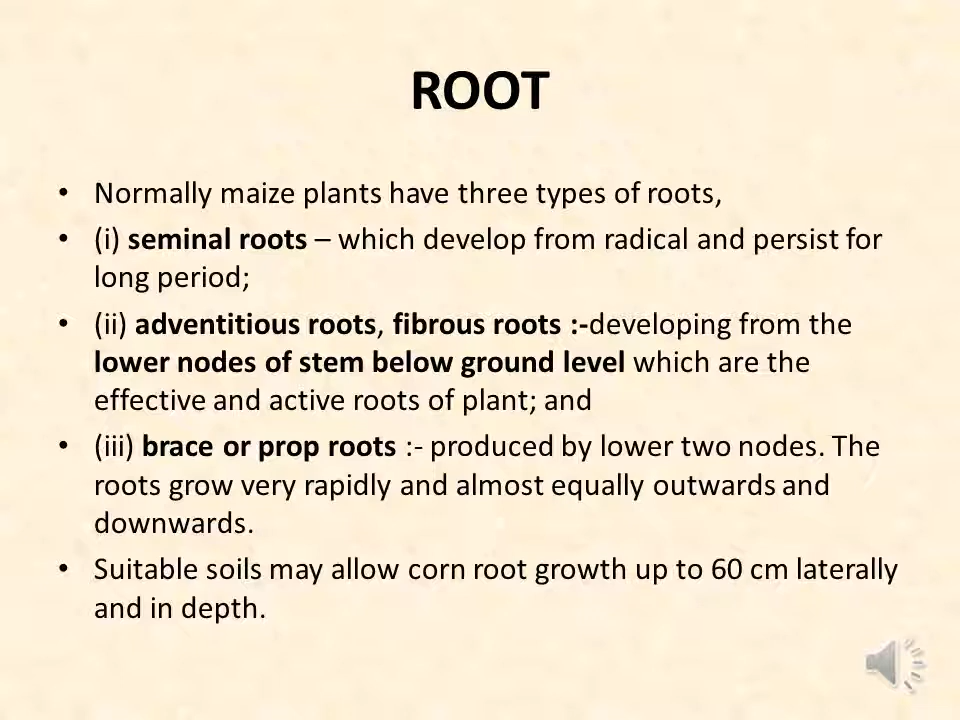 ROOT
• Normally maize plants have three types of roots,
• (i) seminal roots – which develop from radical and persist for
long period;
• (ii) adventitious roots, fibrous roots :-developing from the
lower nodes of stem below ground level which are the
effective and active roots of plant; and
• (iii) brace or prop roots :- produced by lower two nodes. The
roots grow very rapidly and almost equally outwards and
downwards.
• Suitable soils may allow corn root growth up to 60 cm laterally
and in depth.